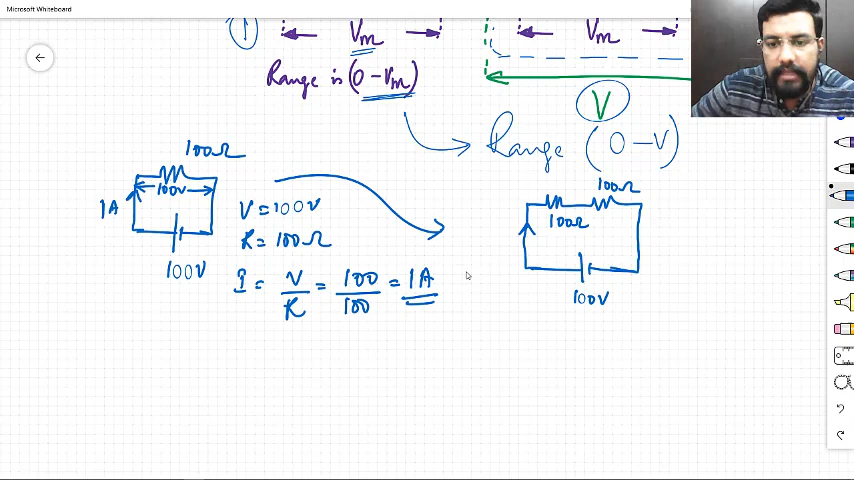 Microsoft Whiteboard
1
Vm
Vm
Range is (0 - Vm)
V
Range (0 - V)
100Ω
100V
1A
100V
V = 100V
R = 100Ω
I = V/R = 100/100 = 1A
100Ω
100Ω
100V